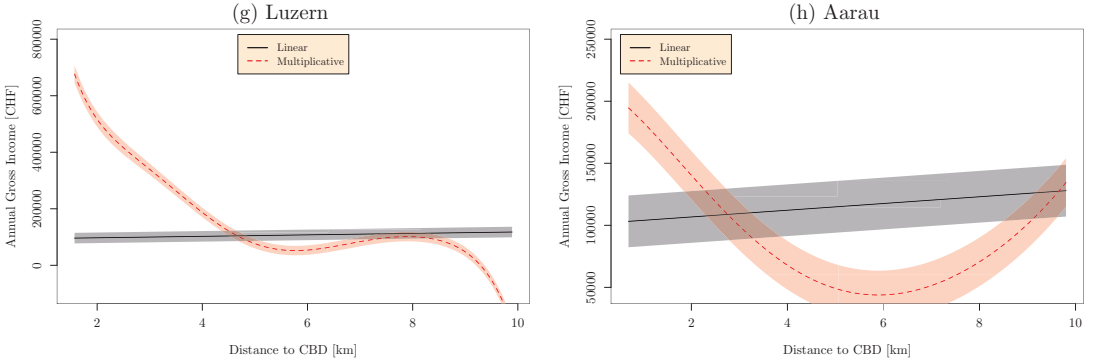 (g) Luzern
Linear
Multiplicative
Annual Gross Income [CHF]
800000
600000
400000
200000
0
2 4 6 8 10
Distance to CBD [km]
(h) Aarau
Linear
Multiplicative
Annual Gross Income [CHF]
250000
200000
150000
100000
50000
2 4 6 8 10
Distance to CBD [km]